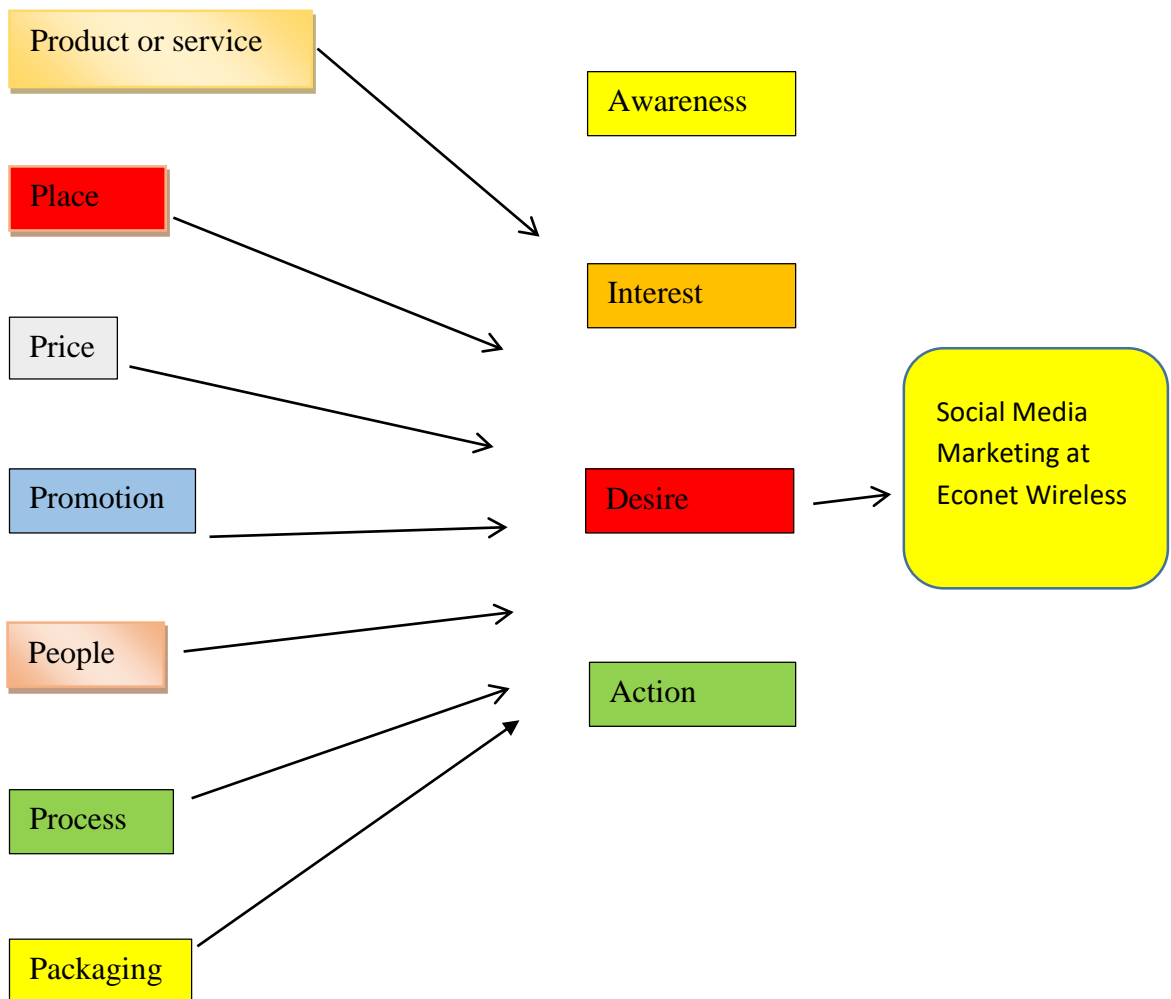 Product or service
Awareness
Place
Interest
Price
Social Media
Marketing at
Econet Wireless
Promotion
Desire
People
Action
Process
Packaging